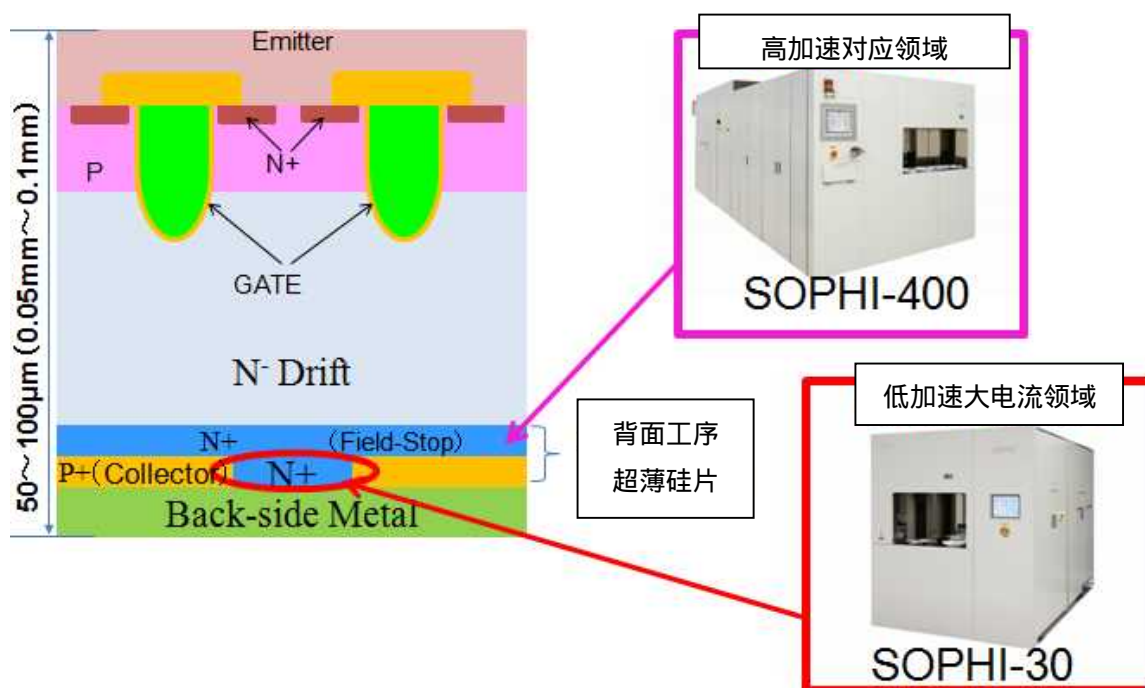 Emitter
N+
P
GATE
N- Drift
N+ (Field-Stop)
P+(Collector) N+
Back-side Metal
50~100μm(0.05mm~0.1mm)
高加速对应领域
SOPHI-400
背面工序
超薄硅片
低加速大电流领域
SOPHI-30